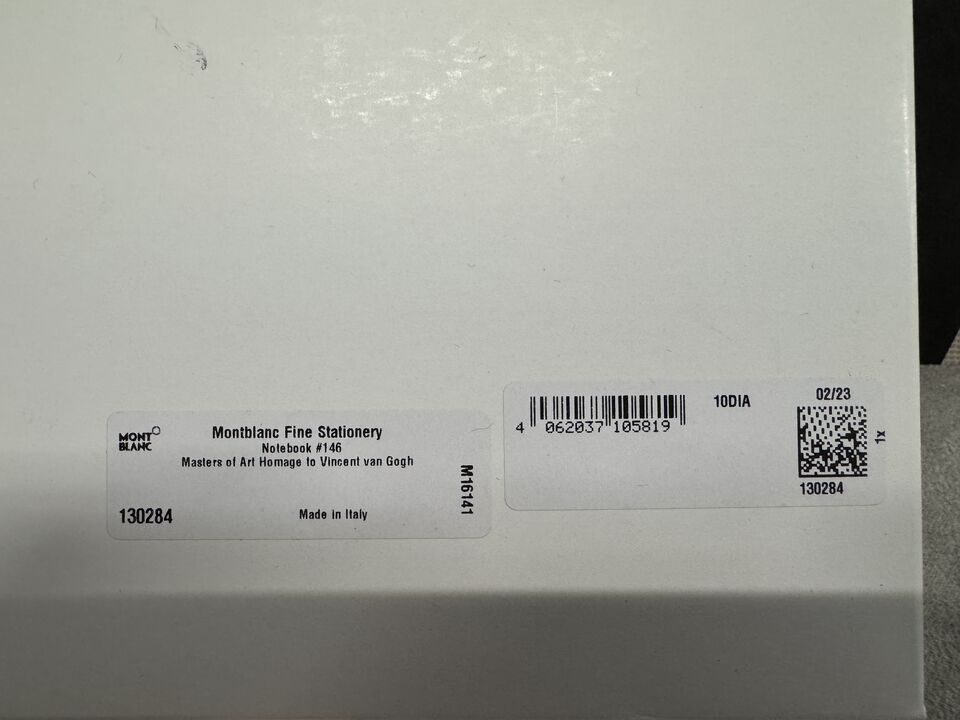 MONT
BLANC
Montblanc Fine Stationery
Notebook #146
Masters of Art Homage to Vincent van Gogh
130284
Made in Italy
M16141
4 062037 105819
10DIA
02/23
1x
130284